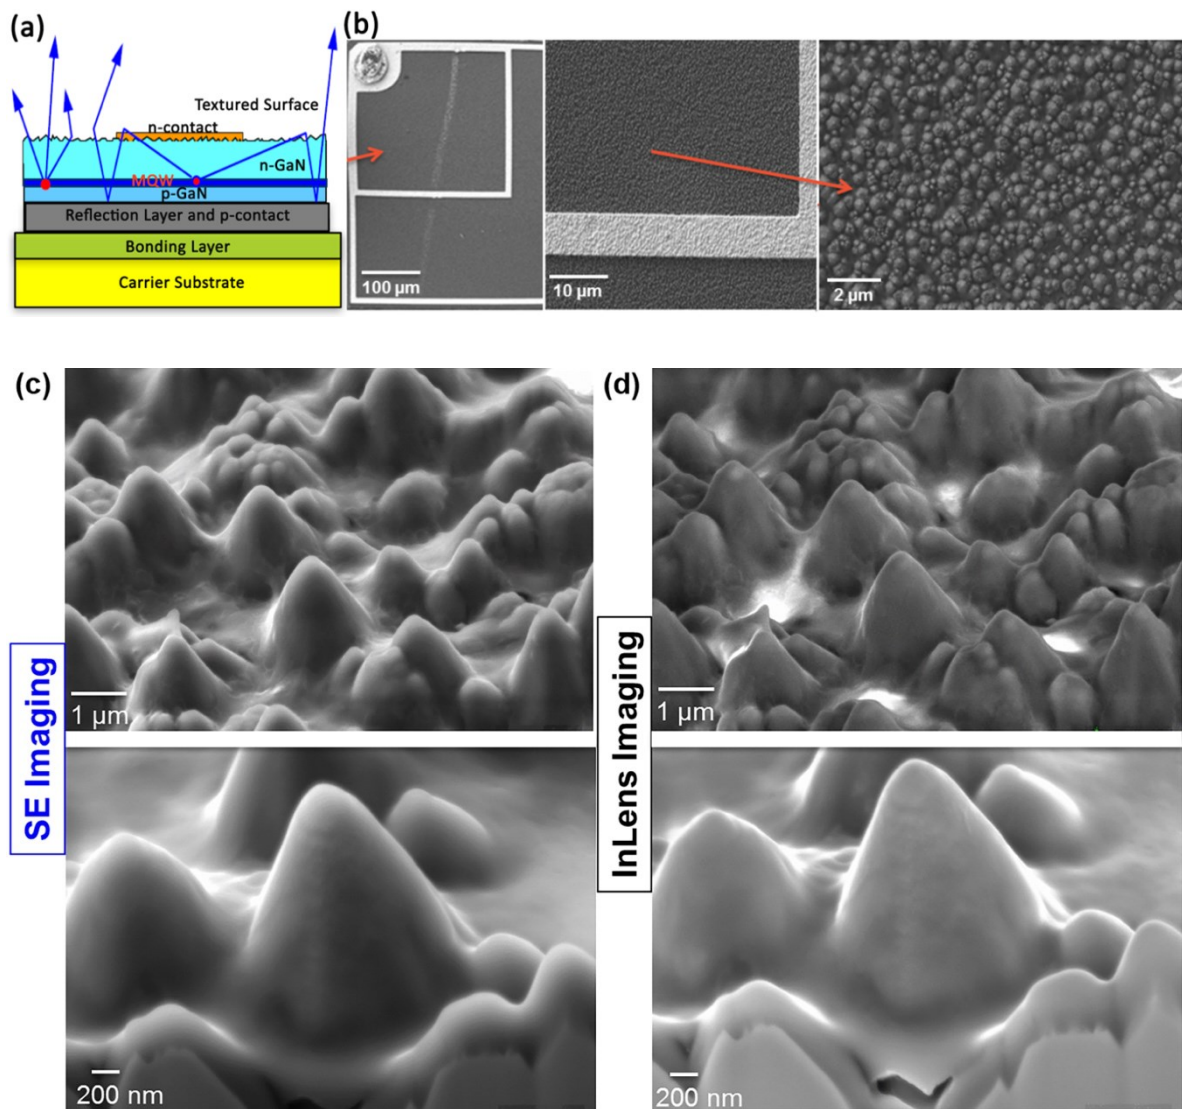 (a)
Textured Surface
n-contact
n-GaN
MQW
p-GaN
Reflection Layer and p-contact
Bonding Layer
Carrier Substrate
(b)
100 µm
10 µm
2 µm
(c)
SE Imaging
1 µm
200 nm
(d)
InLens Imaging
1 µm
200 nm